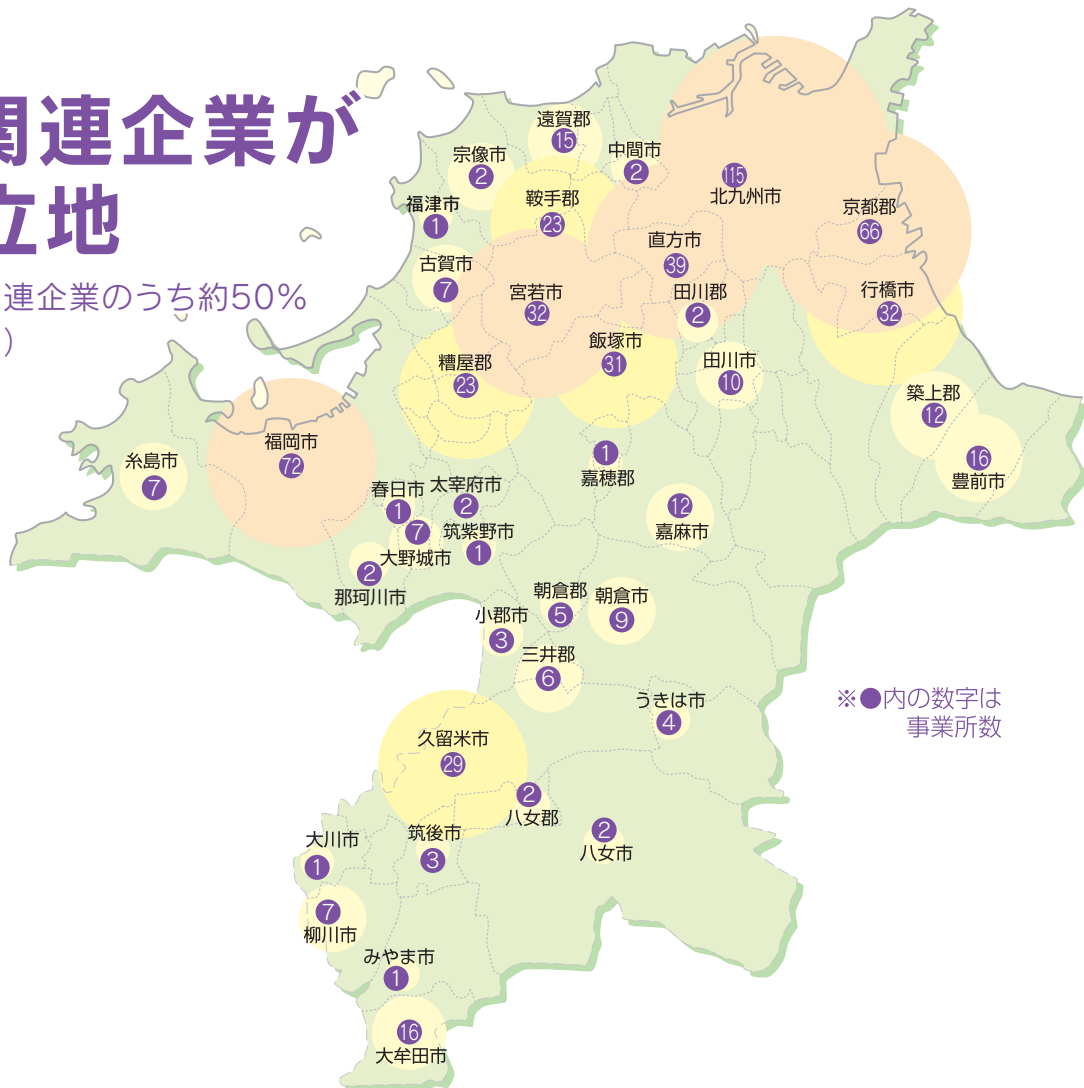 関連企業が
立地
連企業のうち約50%
)
遠賀郡
15
宗像市
2
中間市
2
115
北九州市
福津市
1
鞍手郡
23
京都郡
66
直方市
39
古賀市
7
宮若市
32
田川郡
2
行橋市
32
飯塚市
31
糟屋郡
23
田川市
10
築上郡
12
福岡市
72
糸島市
7
1
嘉穂郡
16
豊前市
春日市
1
太宰府市
2
12
嘉麻市
7
大野城市
筑紫野市
1
2
那珂川市
朝倉郡
5
朝倉市
9
小郡市
3
三井郡
6
うきは市
4
※●内の数字は
事業所数
久留米市
29
2
八女郡
2
八女市
筑後市
3
大川市
1
7
柳川市
みやま市
1
16
大牟田市